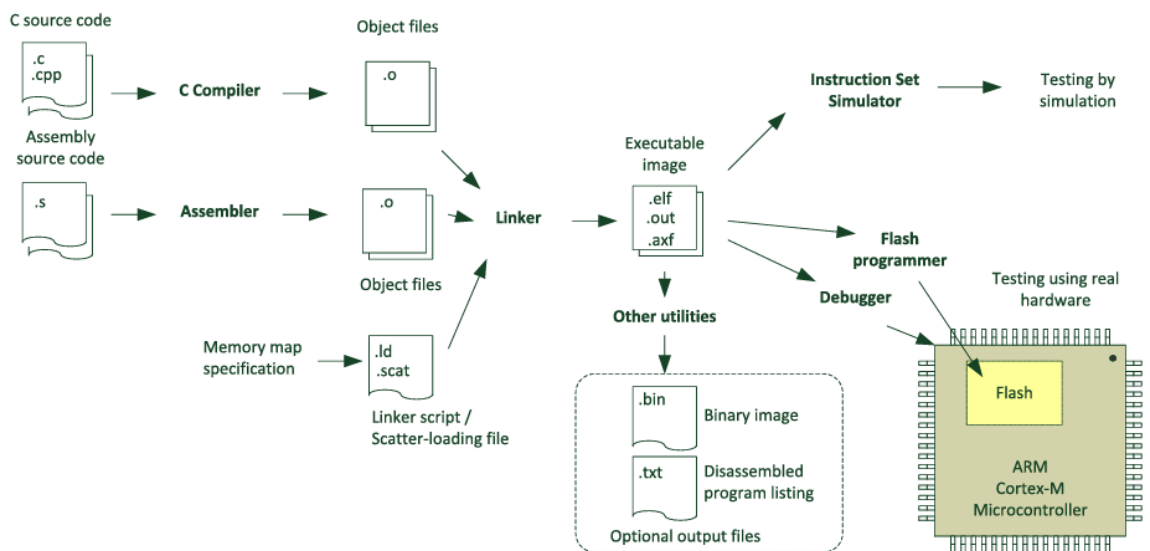 C source code
.c
.cpp
C Compiler
Object files
.o
Assembly
source code
.s
Assembler
.o
Object files
Linker
Memory map
specification
.ld
.scat
Linker script /
Scatter-loading file
Executable
image
.elf
.out
.axf
Instruction Set
Simulator
Testing by
simulation
Flash
programmer
Debugger
Testing using real
hardware
Flash
ARM
Cortex-M
Microcontroller
Other utilities
.bin
Binary image
.txt
Disassembled
program listing
Optional output files